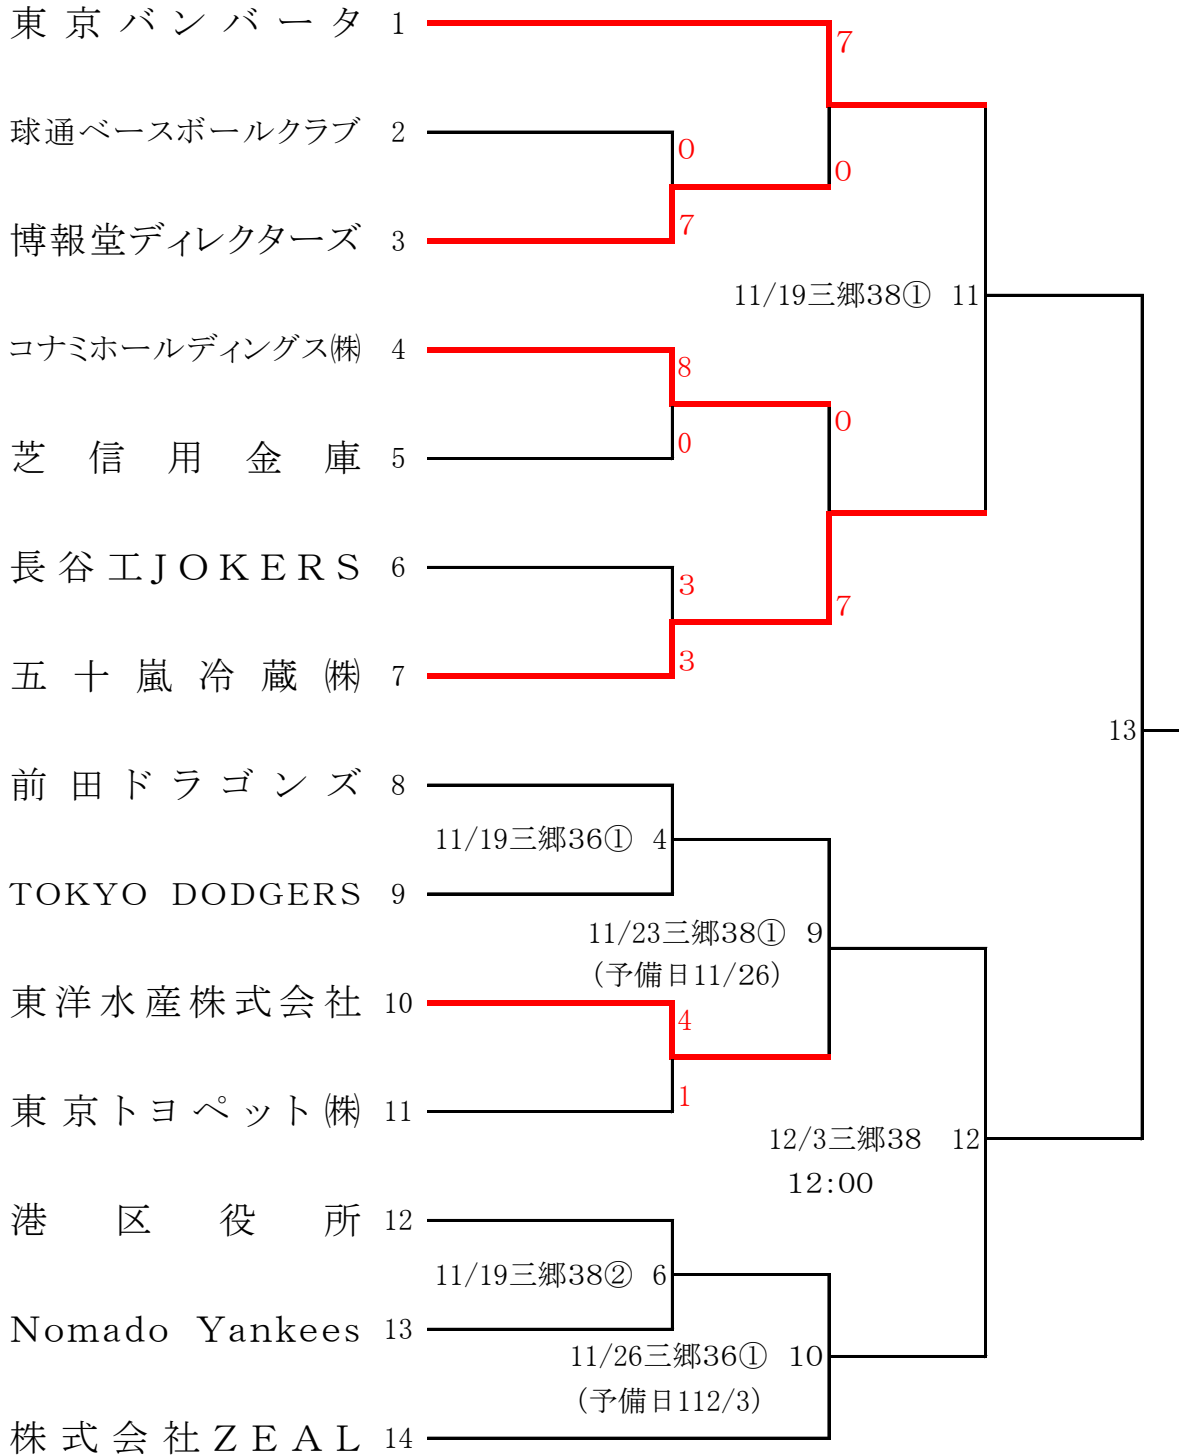 東京バンバータ 1
7
球通ベースボールクラブ 2
0
0
7
博報堂ディレクターズ 3
11/19三郷38① 11
コナミホールディングス㈱ 4
8
0
0
芝信用金庫 5
長谷工JOKERS 6
3
7
3
五十嵐冷蔵㈱ 7
13
前田ドラゴンズ 8
11/19三郷36① 4
TOKYO DODGERS 9
11/23三郷38① 9
(予備日11/26)
東洋水産株式会社 10
4
1
東京トヨペット㈱ 11
12/3三郷38 12
12:00
港区役所 12
11/19三郷38② 6
Nomado Yankees 13
11/26三郷36① 10
(予備日112/3)
株式会社ZEAL 14